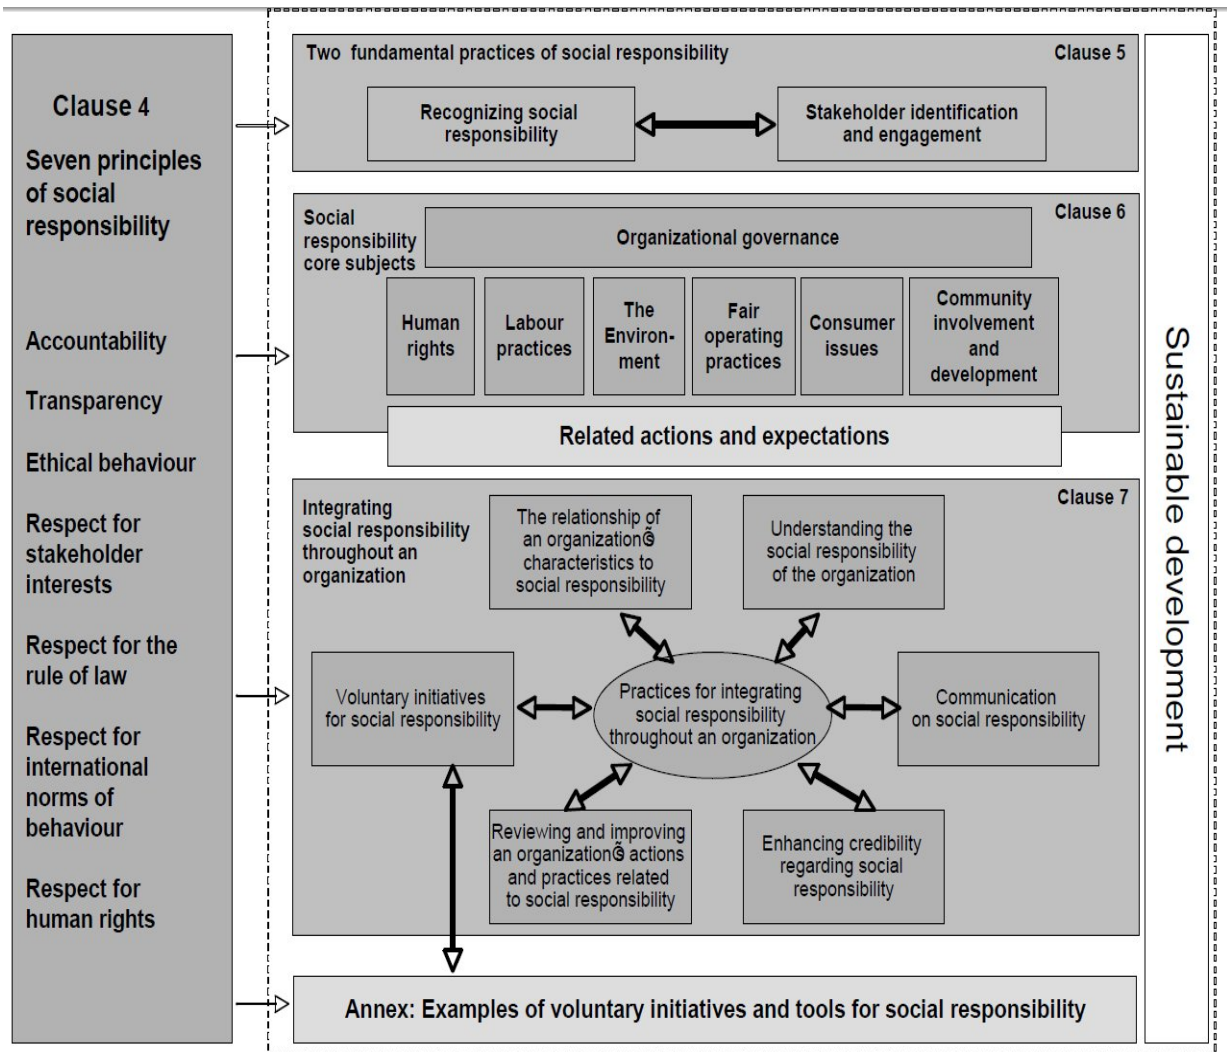 Clause 4
Seven principles
of social
responsibility
Accountability
Transparency
Ethical behaviour
Respect for
stakeholder
interests
Respect for the
rule of law
Respect for
international
norms of
behaviour
Respect for
human rights
Two fundamental practices of social responsibility
Clause 5
Recognizing social
responsibility
Stakeholder identification
and engagement
Social
responsibility
core subjects
Clause 6
Organizational governance
Human
rights
Labour
practices
The
Environ-
ment
Fair
operating
practices
Consumer
issues
Community
involvement
and
development
Related actions and expectations
Integrating
social responsibility
throughout an
organization
Clause 7
The relationship of
an organization
characteristics to
social responsibility
Understanding the
social responsibility
of the organization
Voluntary initiatives
for social responsibility
Practices for integrating
social responsibility
throughout an organization
Communication
on social responsibility
Reviewing and improving
an organization actions
and practices related
to social responsibility
Enhancing credibility
regarding social
responsibility
Annex: Examples of voluntary initiatives and tools for social responsibility
Sustainable development